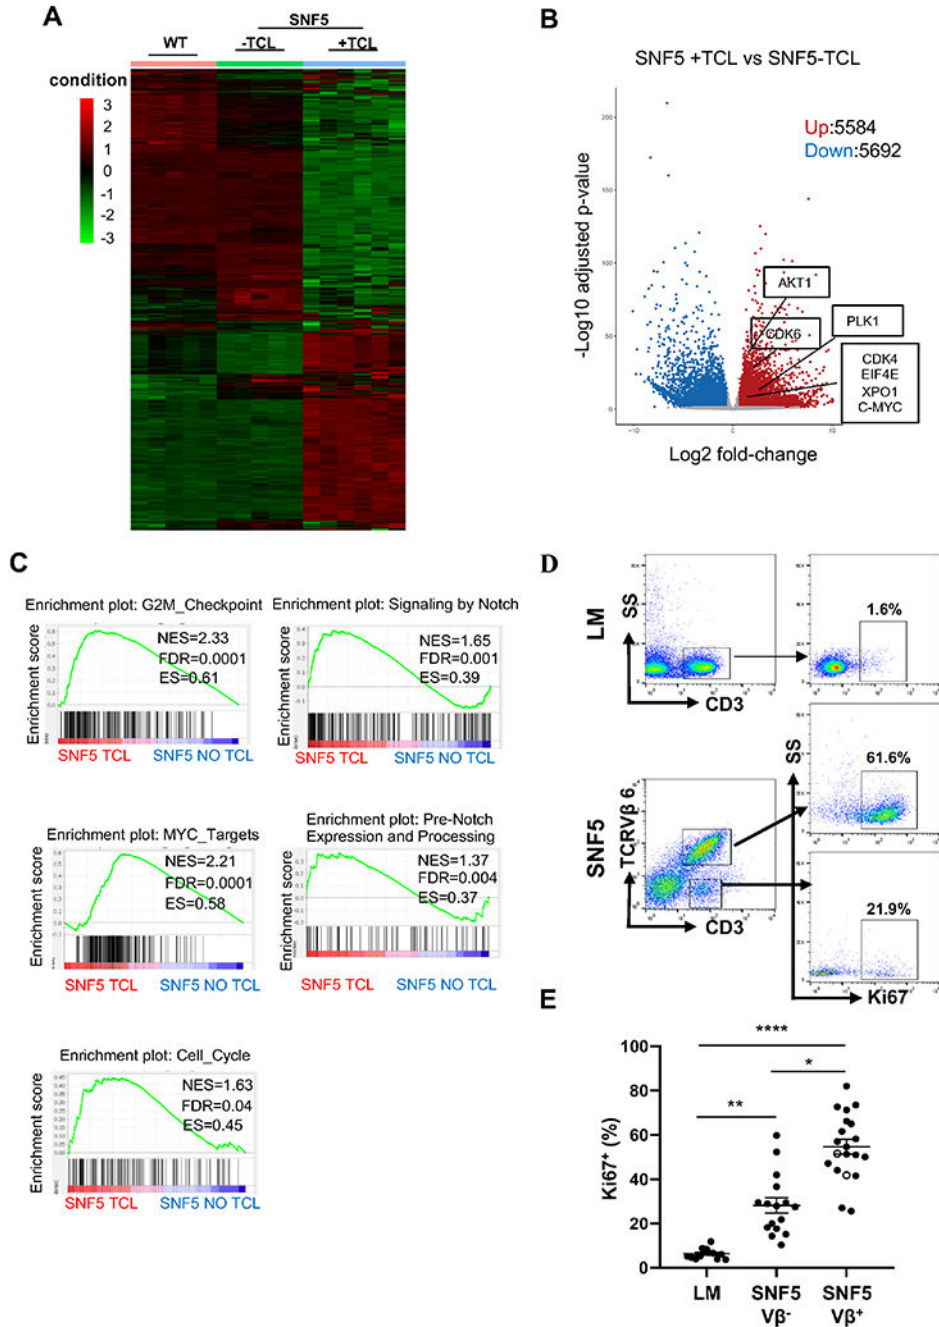 A
SNF5
WT
-TCL
+TCL
condition
3
2
1
0
-1
-2
-3
B
SNF5 +TCL vs SNF5-TCL
Up:5584
Down:5692
-Log10 adjusted p-value
200
150
100
50
0
AKT1
CDK6
PLK1
CDK4
EIF4E
XPO1
C-MYC
-10
0
10
Log2 fold-change
C
Enrichment plot: G2M_Checkpoint
Enrichment score
NES=2.33
FDR=0.0001
ES=0.61
SNF5 TCL
SNF5 NO TCL
Enrichment plot: Signaling by Notch
Enrichment score
NES=1.65
FDR=0.001
ES=0.39
SNF5 TCL
SNF5 NO TCL
Enrichment plot: MYC_Targets
Enrichment score
NES=2.21
FDR=0.0001
ES=0.58
SNF5 TCL
SNF5 NO TCL
Enrichment plot: Pre-Notch
Expression and Processing
Enrichment score
NES=1.37
FDR=0.004
ES=0.37
SNF5 TCL
SNF5 NO TCL
Enrichment plot: Cell_Cycle
Enrichment score
NES=1.63
FDR=0.04
ES=0.45
SNF5 TCL
SNF5 NO TCL
D
LM
SS
CD3
1.6%
SNF5
TCRVβ 6
CD3
SS
61.6%
21.9%
Ki67
E
Ki67⁺ (%)
100
80
60
40
20
0
****
*
**
LM
SNF5
Vβ⁻
SNF5
Vβ⁺